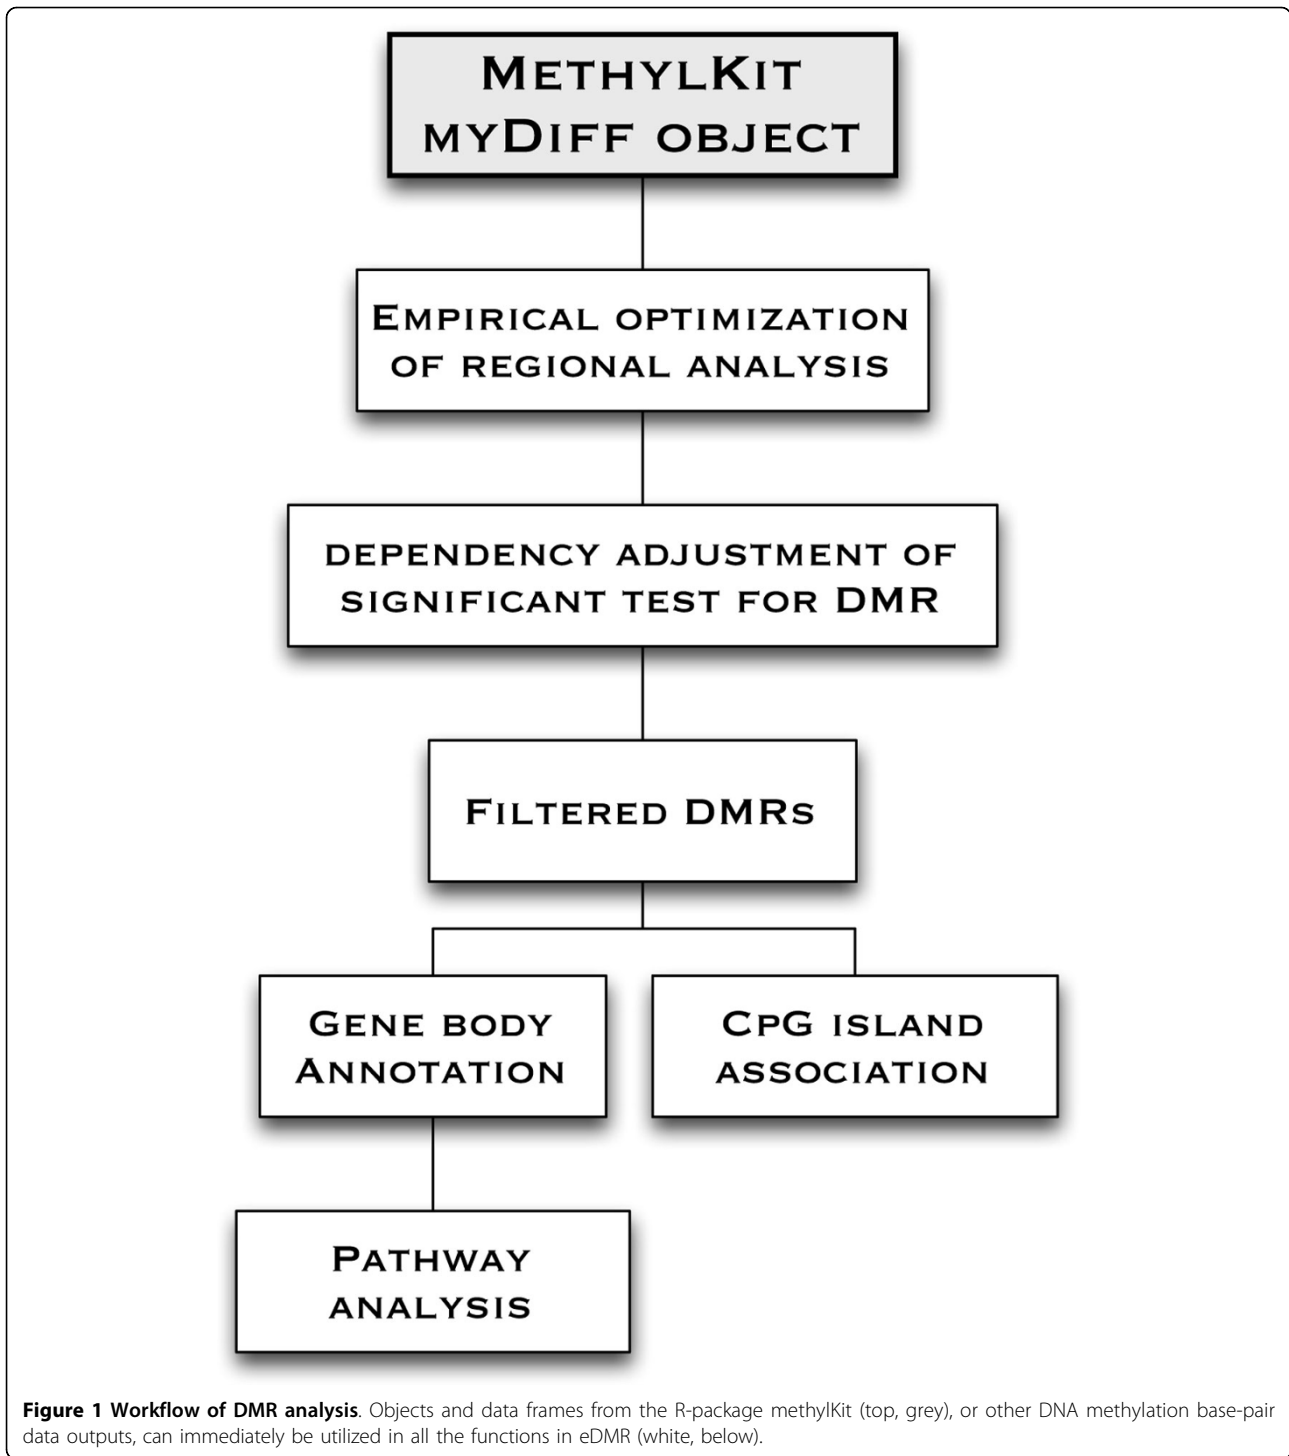 METHYLKIT
MYDIFF OBJECT
EMPIRICAL OPTIMIZATION
OF REGIONAL ANALYSIS
DEPENDENCY ADJUSTMENT OF
SIGNIFICANT TEST FOR DMR
FILTERED DMRS
GENE BODY
ANNOTATION
CPG ISLAND
ASSOCIATION
PATHWAY
ANALYSIS
Figure 1 Workflow of DMR analysis. Objects and data frames from the R-package methylKit (top, grey), or other DNA methylation base-pair
data outputs, can immediately be utilized in all the functions in eDMR (white, below).